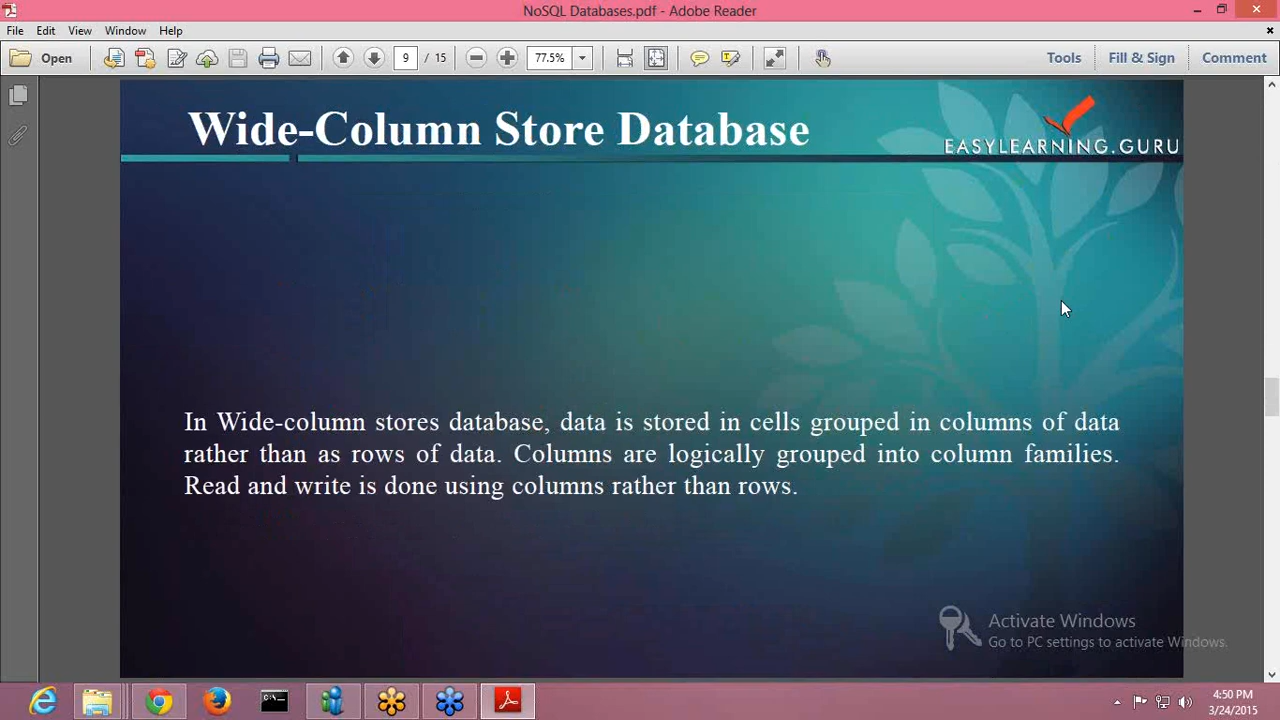 NoSQL Databases.pdf - Adobe Reader
File Edit View Window Help
Open 9 / 15 77.5% Tools Fill & Sign Comment
Wide-Column Store Database
EASYLEARNING.GURU
In Wide-column stores database, data is stored in cells grouped in columns of data
rather than as rows of data. Columns are logically grouped into column families.
Read and write is done using columns rather than rows.
Activate Windows
Go to PC settings to activate Windows.
4:50 PM
3/24/2015